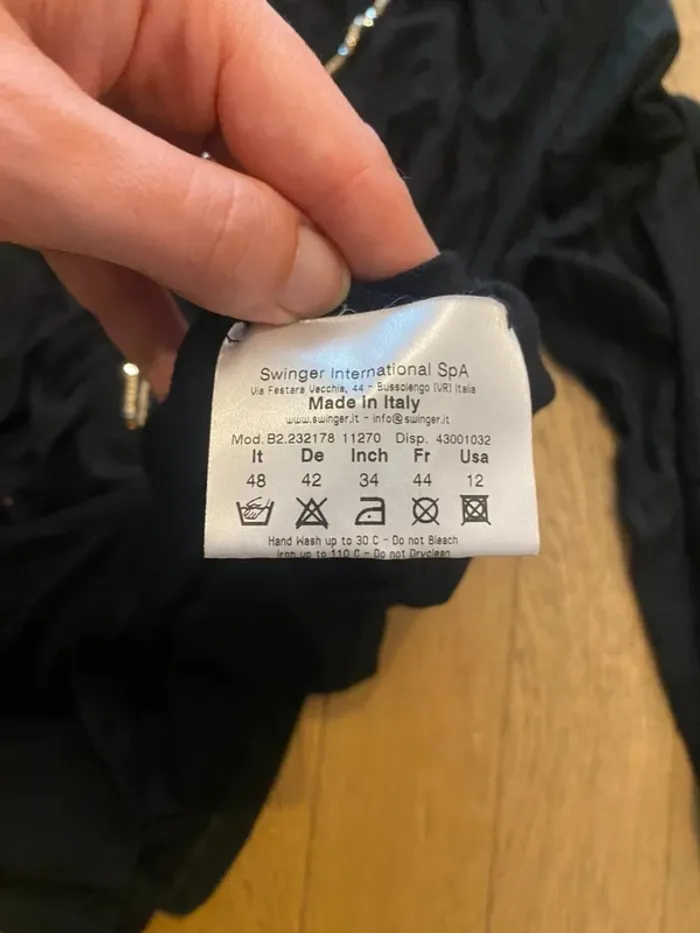 Swinger International SpA
Via Festara Vecchia, 44 - Bussolengo (VR) Italia
Made in Italy
www.swinger.it - info@swinger.it
Mod. B2.232178 11270 Disp. 43001032
It De Inch Fr Usa
48 42 34 44 12
Hand Wash up to 30 C - Do not Bleach
Iron up to 110 C - Do not Dryclean